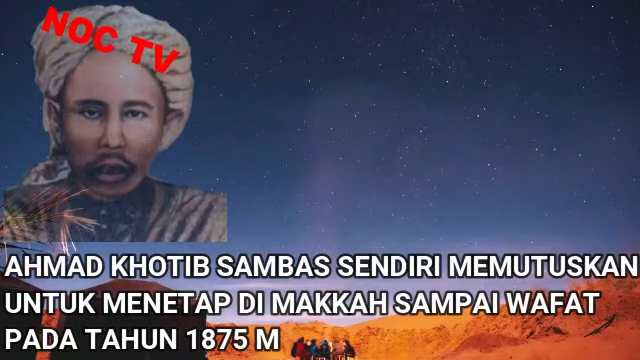 NOC TV
AHMAD KHOTIB SAMBAS SENDIRI MEMUTUSKAN
UNTUK MENETAP DI MAKKAH SAMPAI WAFAT
PADA TAHUN 1875 M